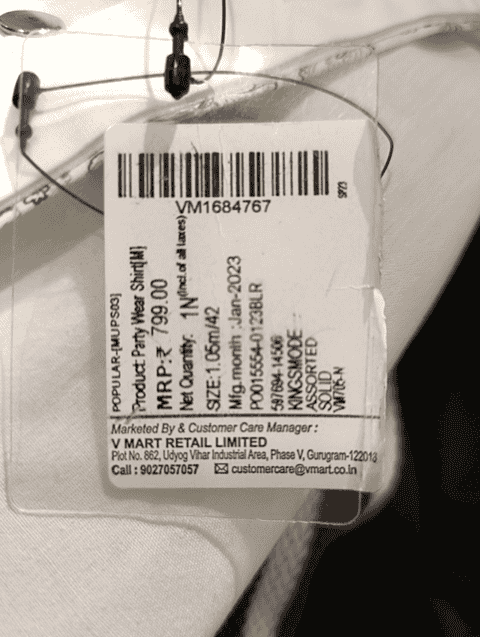 VM1684767
SP23
POPULAR-[MUPS03]
Product: Party Wear Shirt[M]
MRP:₹ 799.00
(Incl.of all taxes)
Net Quantity: 1N
SIZE:1.05m/42
Mfg.month :Jan-2023
PO015554-0123BLR
597694-14506
KINGSMODE :
ASSORTED
SOLID
VM705-N
Marketed By & Customer Care Manager :
V MART RETAIL LIMITED
Plot No. 862, Udyog Vihar Industrial Area, Phase V, Gurugram-122016
Call : 9027057057 customercare@vmart.co.in